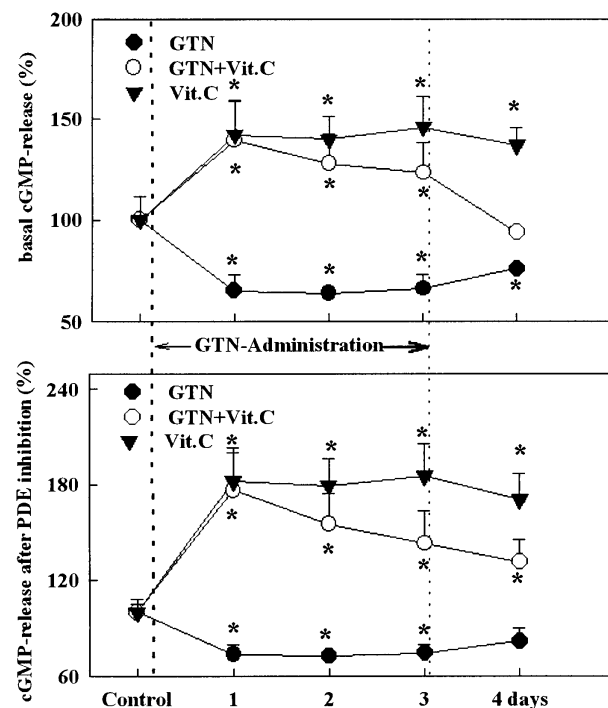 200
GTN
GTN+Vit.C
Vit.C
150
100
50
basal cGMP-release (%)
* * * *
* * *
* * * *
GTN-Administration
240
GTN
GTN+Vit.C
Vit.C
180
120
60
cGMP-release after PDE inhibition (%)
* * * *
* * * *
* * *
Control 1 2 3 4 days